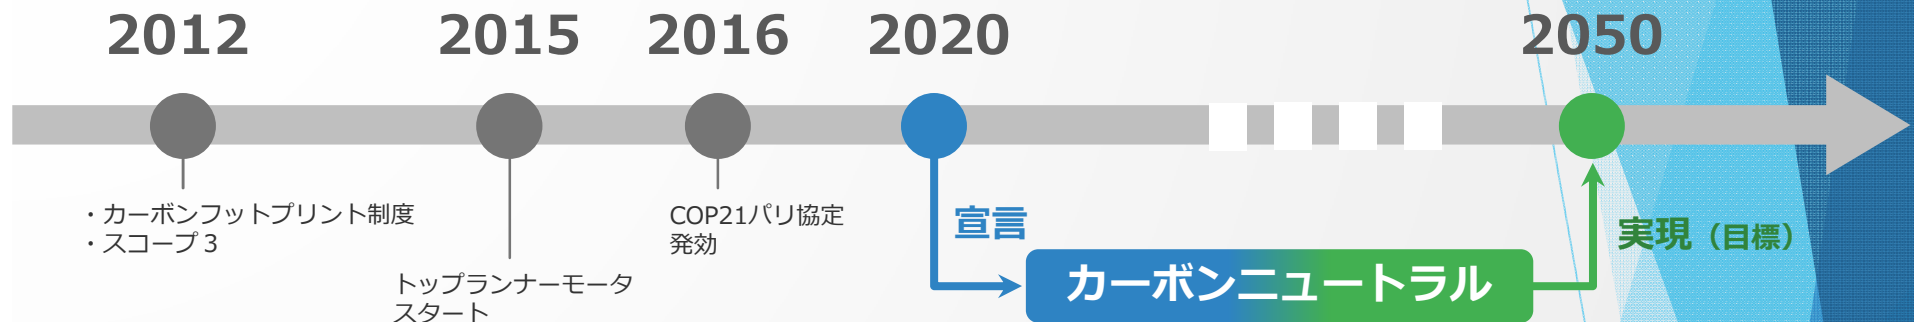 2012
2015
2016
2020
2050
・カーボンフットプリント制度
・スコープ３
トップランナーモータ
スタート
COP21パリ協定
発効
宣言
カーボンニュートラル
実現（目標）